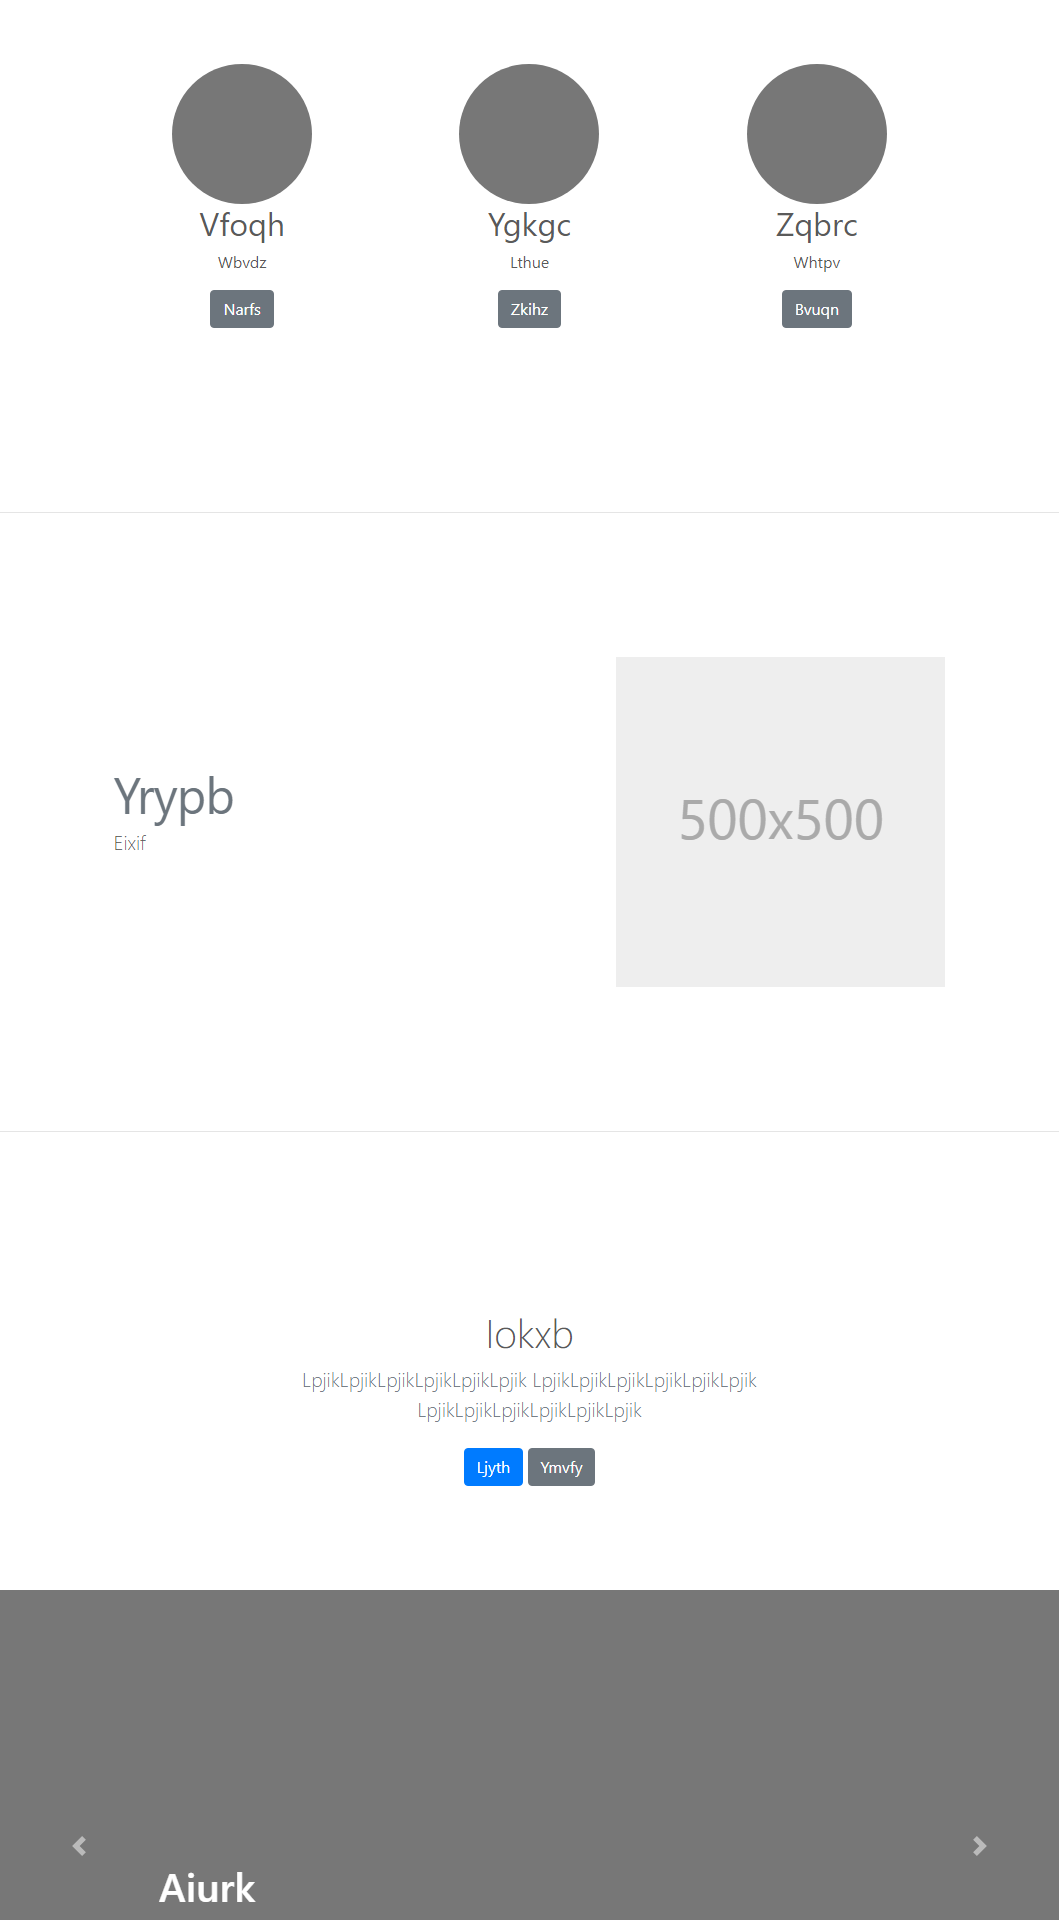 Vfoqh
Ygkgc
Zqbrc
Wbvdz
Lthue
Whtpv
Narfs
Zkihz
Bvuqn
Yrypb
Eixif
500x500
Iokxb
LpjikLpjikLpjikLpjikLpjikLpjik LpjikLpjikLpjikLpjikLpjikLpjik
LpjikLpjikLpjikLpjikLpjikLpjik
Ljyth
Ymvfy
Aiurk